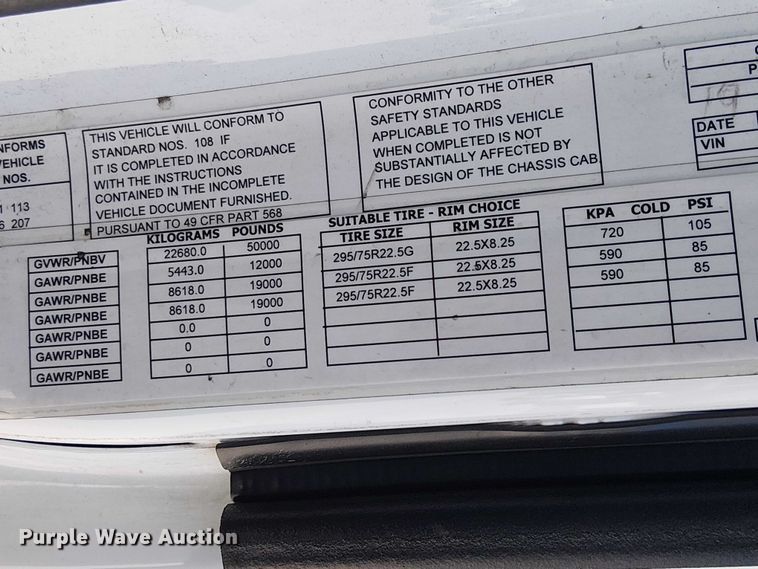 NFORMS
VEHICLE
NOS.
1 113
6 207
THIS VEHICLE WILL CONFORM TO
STANDARD NOS. 108 IF
IT IS COMPLETED IN ACCORDANCE
WITH THE INSTRUCTIONS
CONTAINED IN THE INCOMPLETE
VEHICLE DOCUMENT FURNISHED.
PURSUANT TO 49 CFR PART 568
CONFORMITY TO THE OTHER
SAFETY STANDARDS
APPLICABLE TO THIS VEHICLE
WHEN COMPLETED IS NOT
SUBSTANTIALLY AFFECTED BY
THE DESIGN OF THE CHASSIS CAB
P
19
DATE
VIN
KILOGRAMS POUNDS
GVWR/PNBV 22680.0 50000
GAWR/PNBE 5443.0 12000
GAWR/PNBE 8618.0 19000
GAWR/PNBE 8618.0 19000
GAWR/PNBE 0.0 0
GAWR/PNBE 0 0
GAWR/PNBE 0 0
SUITABLE TIRE - RIM CHOICE
TIRE SIZE RIM SIZE
295/75R22.5G 22.5X8.25
295/75R22.5F 22.5X8.25
295/75R22.5F 22.5X8.25
KPA COLD PSI
720 105
590 85
590 85
Purple Wave Auction